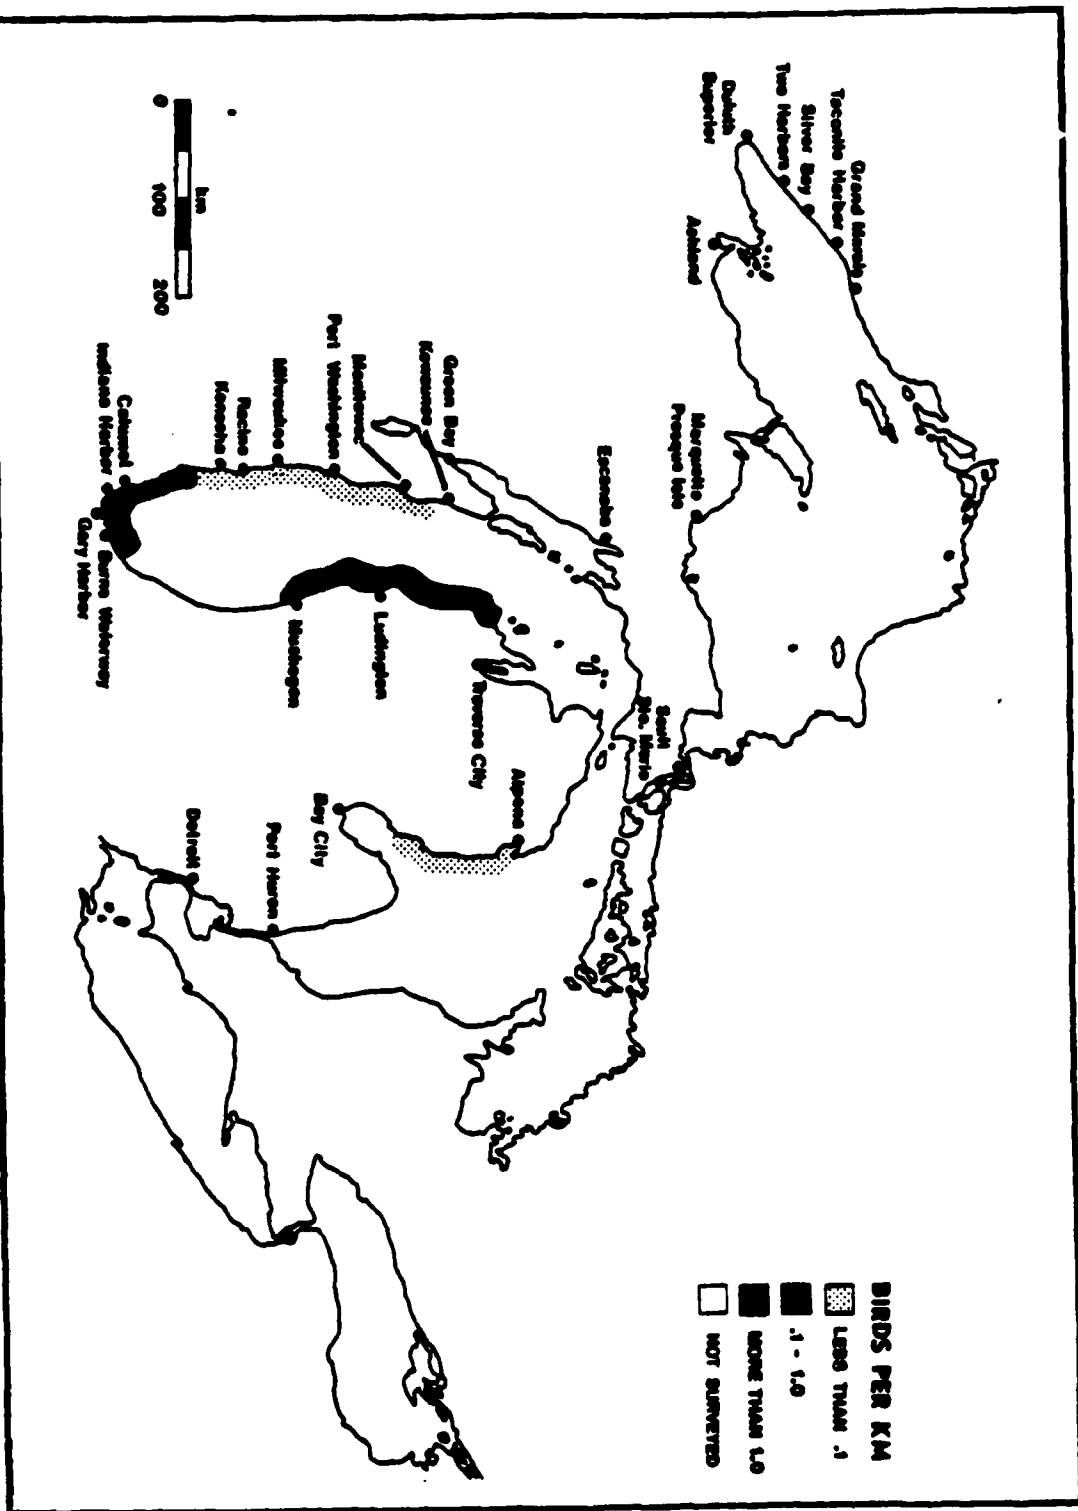 BIRDS PER KM
LESS THAN .1
.1 - 1.0
MORE THAN 1.0
NOT SURVEYED
Grand Marais
Taconite Harbor
Silver Bay
Two Harbors
Duluth
Superior
Ashland
Marquette
Presque Isle
Sault
Ste. Marie
Escanaba
Green Bay
Kewaunee
Manitowoc
Port Washington
Milwaukee
Racine
Kenosha
Calumet
Indiana Harbor
Burns Waterway
Gary Harbor
Muskegon
Ludington
Traverse City
Alpena
Bay City
Port Huron
Detroit
km
0 100 200